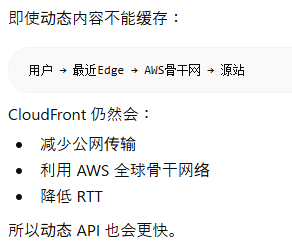 即使动态内容不能缓存：
用户 → 最近Edge → AWS骨干网 → 源站
CloudFront 仍然会：
• 减少公网传输
• 利用 AWS 全球骨干网络
• 降低 RTT
所以动态 API 也会更快。